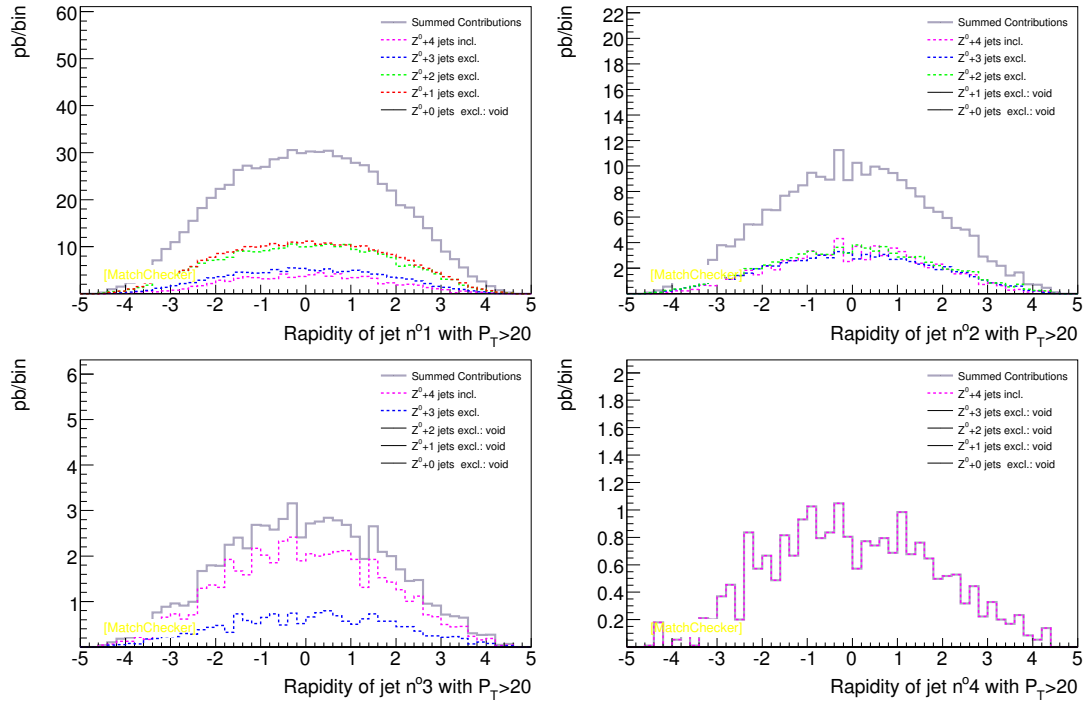 pb/bin
60
50
40
30
20
10
Summed Contributions
Z⁰+4 jets incl.
Z⁰+3 jets excl.
Z⁰+2 jets excl.
Z⁰+1 jets excl.
Z⁰+0 jets excl.: void
[MatchChecker]
-5 -4 -3 -2 -1 0 1 2 3 4 5
Rapidity of jet nº1 with P_T>20
pb/bin
22
20
18
16
14
12
10
8
6
4
2
Summed Contributions
Z⁰+4 jets incl.
Z⁰+3 jets excl.
Z⁰+2 jets excl.
Z⁰+1 jets excl.: void
Z⁰+0 jets excl.: void
[MatchChecker]
-5 -4 -3 -2 -1 0 1 2 3 4 5
Rapidity of jet nº2 with P_T>20
pb/bin
6
5
4
3
2
1
Summed Contributions
Z⁰+4 jets incl.
Z⁰+3 jets excl.
Z⁰+2 jets excl.: void
Z⁰+1 jets excl.: void
Z⁰+0 jets excl.: void
[MatchChecker]
-5 -4 -3 -2 -1 0 1 2 3 4 5
Rapidity of jet nº3 with P_T>20
pb/bin
2
1.8
1.6
1.4
1.2
1
0.8
0.6
0.4
0.2
Summed Contributions
Z⁰+4 jets incl.
Z⁰+3 jets excl.: void
Z⁰+2 jets excl.: void
Z⁰+1 jets excl.: void
Z⁰+0 jets excl.: void
[MatchChecker]
-5 -4 -3 -2 -1 0 1 2 3 4 5
Rapidity of jet nº4 with P_T>20